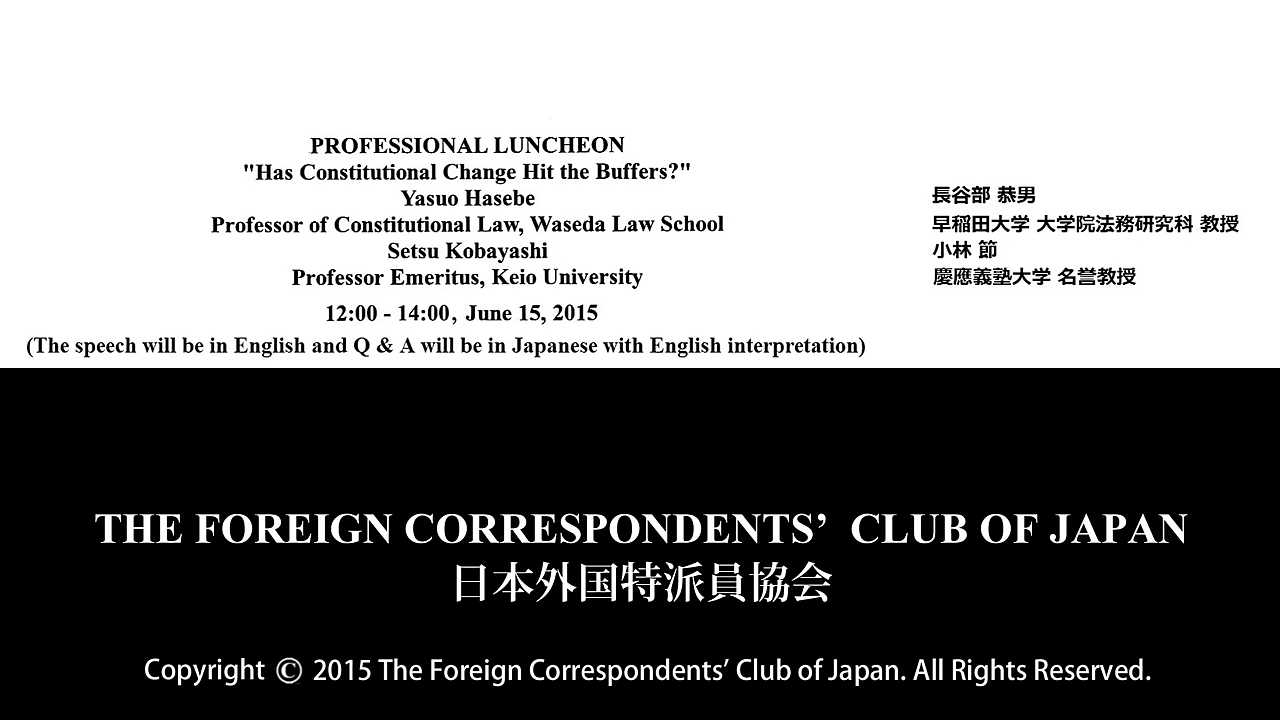 PROFESSIONAL LUNCHEON
"Has Constitutional Change Hit the Buffers?"
Yasuo Hasebe
Professor of Constitutional Law, Waseda Law School
Setsu Kobayashi
Professor Emeritus, Keio University
12:00 - 14:00, June 15, 2015
(The speech will be in English and Q & A will be in Japanese with English interpretation)
長谷部 恭男
早稲田大学 大学院法務研究科 教授
小林 節
慶應義塾大学 名誉教授
THE FOREIGN CORRESPONDENTS’ CLUB OF JAPAN
日本外国特派員協会
Copyright © 2015 The Foreign Correspondents’ Club of Japan. All Rights Reserved.